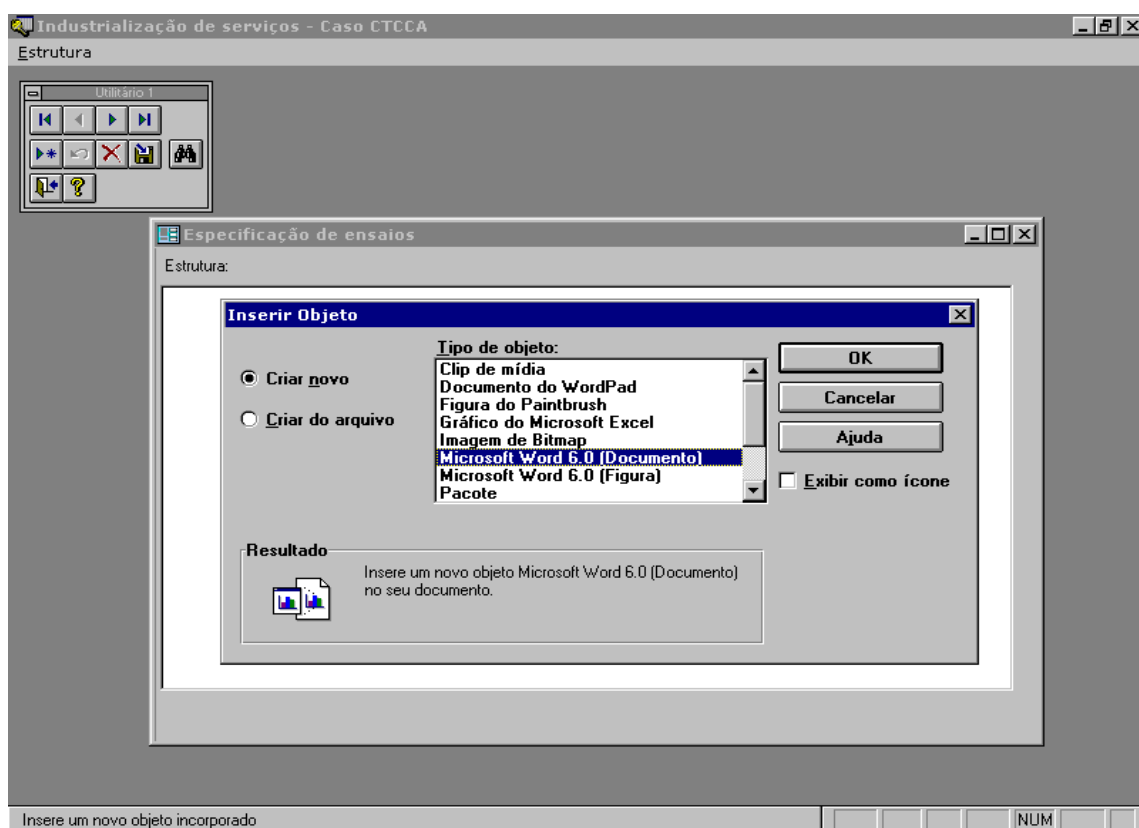 Industrialização de serviços - Caso CTCCA
Estrutura
Utilitário 1
Especificação de ensaios
Estrutura:
Inserir Objeto
Criar novo
Criar do arquivo
Tipo de objeto:
Clip de mídia
Documento do WordPad
Figura do Paintbrush
Gráfico do Microsoft Excel
Imagem de Bitmap
Microsoft Word 6.0 (Documento)
Microsoft Word 6.0 (Figura)
Pacote
OK
Cancelar
Ajuda
Exibir como ícone
Resultado
Insere um novo objeto Microsoft Word 6.0 (Documento)
no seu documento.
Insere um novo objeto incorporado
NUM